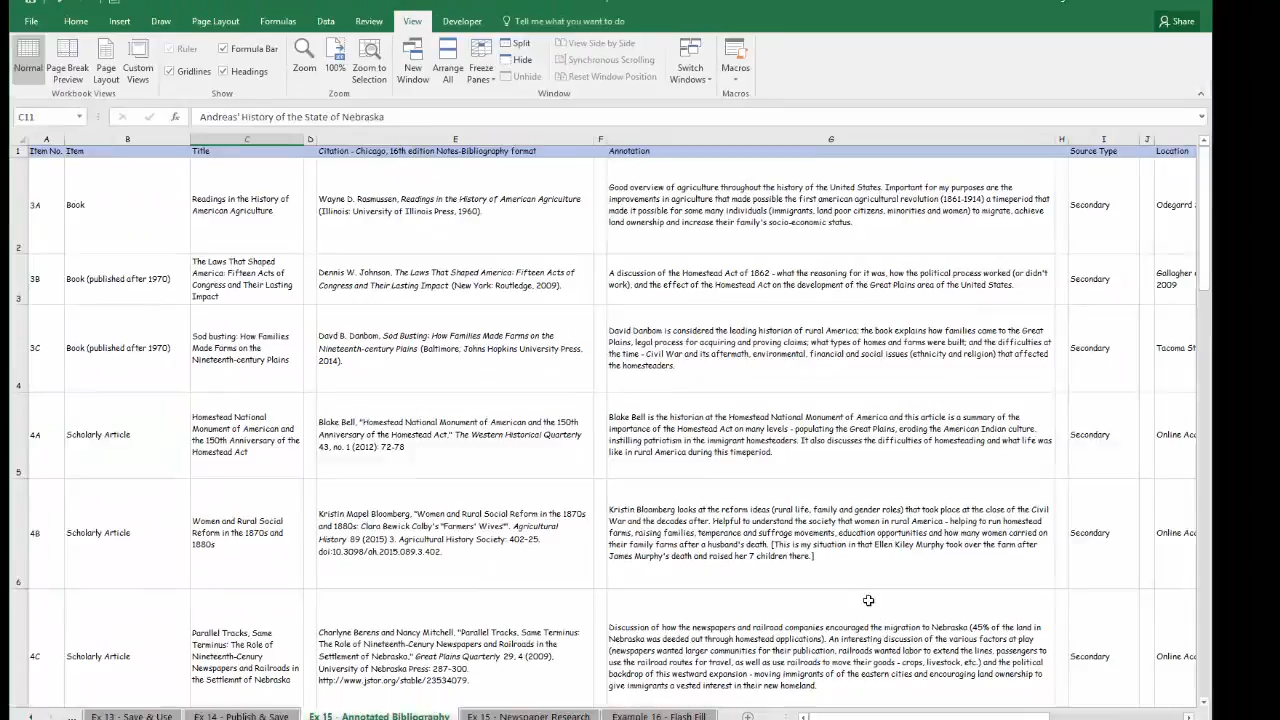 File Home Insert Draw Page Layout Formulas Data Review View Developer Tell me what you want to do Share
Normal Page Break Preview Page Layout Custom Views
Ruler Formula Bar
Gridlines Headings
Zoom 100% Zoom to Selection
New Window Arrange All Freeze Panes
Split
Hide
Unhide
View Side by Side
Synchronous Scrolling
Reset Window Position
Switch Windows Macros
Workbook Views Show Zoom Window Macros
C11 fx Andreas' History of the State of Nebraska
A B C D E F G H I J
1 Item No. Item Title Citation - Chicago, 16th edition Notes-Bibliography format Annotation Source Type Location
2
3A
Book
Readings in the History of
American Agriculture
Wayne D. Rasmussen, Readings in the History of American Agriculture
(Illinois: University of Illinois Press, 1960).
Good overview of agriculture throughout the history of the United States. Important for my purposes are the
improvements in agriculture that made possible the first american agricultural revolution (1861-1914) a timeperiod that
made it possible for some many individuals (immigrants, land poor citizens, minorities and women) to migrate, achieve
land ownership and increase their family's socio-economic status.
Secondary
Odegard
3
3B
Book (published after 1970)
The Laws That Shaped
America: Fifteen Acts of
Congress and Their Lasting
Impact
Dennis W. Johnson, The Laws That Shaped America: Fifteen Acts of
Congress and Their Lasting Impact (New York: Routledge, 2009).
A discussion of the Homestead Act of 1862 - what the reasoning for it was, how the political process worked (or didn't
work), and the effect of the Homestead Act on the development of the Great Plains area of the United States.
Secondary
Gallagher
2009
4
3C
Book (published after 1970)
Sod busting: How Families
Made Farms on the
Nineteenth-century Plains
Davd B. Danbom, Sod Busting: How Families Made Farms on the
Nineteenth-century Plains (Baltimore, Johns Hopkins University Press,
2014).
David Danbom is considered the leading historian of rural America; the book explains how families came to the Great
Plains, legal process for acquiring and proving claims; what types of homes and farms were built; and the difficulties at
the time - Civil War and its aftermath, environmental, financial and social issues (ethnicity and religion) that affected
the homesteaders.
Secondary
Tacoma St
5
4A
Scholarly Article
Homestead National
Monument of American and
the 150th Anniversary of the
Homestead Act
Blake Bell, "Homestead National Monument of American and the 150th
Anniversary of the Homestead Act," The Western Historical Quarterly
43, no. 1 (2012): 72-78
Blake Bell is the historian at the Homestead National Monument of America and this article is a summary of the
importance of the Homestead Act on many levels - populating the Great Plains, eroding the American Indian culture,
instilling patriotism in the immigrant homesteaders. It also discusses the difficulties of homesteading and what life was
like in rural America during this timeperiod.
Secondary
Online Acc
6
4B
Scholarly Article
Women and Rural Social
Reform in the 1870s and
1880s
Kristin Mapel Bloomberg, "Women and Rural Social Reform in the 1870s
and 1880s: Clara Bewick Colby's "Farmers' Wives"". Agricultural
History 89 (2015) 3. Agricultural History Society: 402-25.
doi:10.3098/ah.2015.089.3.402.
Kristin Bloomberg looks at the reform ideas (rural life, family and gender roles) that took place at the close of the Civil
War and the decades after. Helpful to understand the society that women in rural America - helping to run homestead
farms, raising families, temperance and suffrage movements, education opportunities and how many women carried on
their family farms after a husband's death. [This is my situation in that Ellen Kiley Murphy took over the farm after
James Murphy's death and raised her 7 children there.]
Secondary
Online Acc
4C
Scholarly Article
Parallel Tracks, Same
Terminus: The Role of
Nineteenth-Cenury
Newspapers and Railroads in
the Settlemnt of Nebraska
Charlyne Berens and Nancy Mitchell, "Parallel Tracks, Same Terminus:
The Role of Nineteenth-Century Newspapers and Railroads in the
Settlement of Nebraska," Great Plains Quarterly 29, 4 (2009).
University of Nebraska Press: 287-300.
http://www.jstor.org/stable/23534079.
Discussion of how the newspapers and railroad companies encouraged the migration to Nebraska (45% of the land in
Nebraska was deeded out through homestead applications). An interesting discussion of the various factors at play
(newspapers wanted larger communities for their publication, railroads wanted labor to extend the lines, passengers to
use the railroad routes for travel, as well as use railroads to move their goods - crops, livestock, etc.) and the political
backdrop of this westward expansion - moving immigrants of of the eastern cities and encouraging land ownership to
give immigrants a vested interest in their new homeland.
Secondary
Online Acc
... Ex 13 - Save & Use Ex 14 - Publish & Save Ex 15 - Annotated Bibliography Ex 15 - Newspaper Research Example 16 - Flash Fill